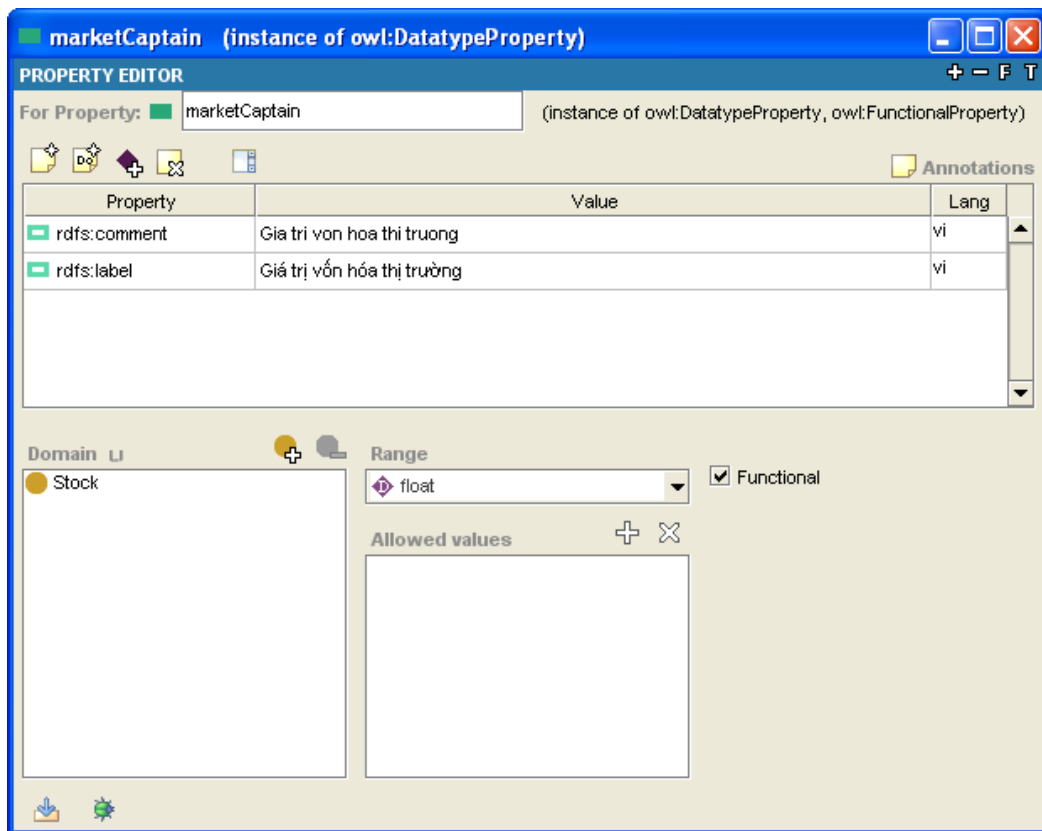 marketCaptain (instance of owl:DatatypeProperty)
PROPERTY EDITOR F T
For Property: marketCaptain (instance of owl:DatatypeProperty, owl:FunctionalProperty)
Annotations
Property Value Lang
rdfs:comment Gia tri von hoa thi truong vi
rdfs:label Giá trị vốn hóa thị trường vi
Domain Range
Stock float Functional
Allowed values